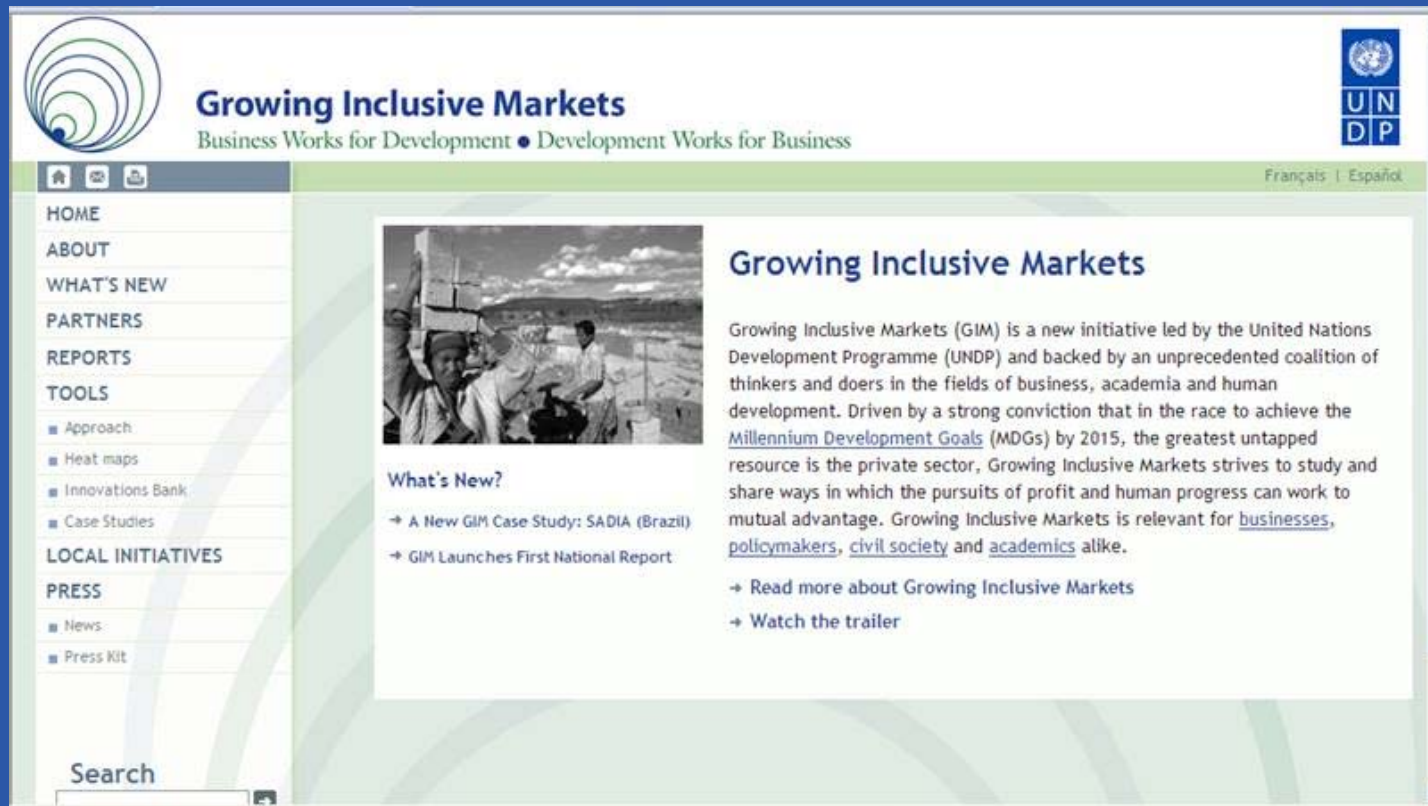 Growing Inclusive Markets
Business Works for Development ● Development Works for Business
U N
D P
Français | Español
HOME
ABOUT
WHAT'S NEW
PARTNERS
REPORTS
TOOLS
Approach
Heat maps
Innovations Bank
Case Studies
LOCAL INITIATIVES
PRESS
News
Press Kit
Search
What's New?
→ A New GIM Case Study: SADIA (Brazil)
→ GIM Launches First National Report
Growing Inclusive Markets
Growing Inclusive Markets (GIM) is a new initiative led by the United Nations
Development Programme (UNDP) and backed by an unprecedented coalition of
thinkers and doers in the fields of business, academia and human
development. Driven by a strong conviction that in the race to achieve the
Millennium Development Goals (MDGs) by 2015, the greatest untapped
resource is the private sector, Growing Inclusive Markets strives to study and
share ways in which the pursuits of profit and human progress can work to
mutual advantage. Growing Inclusive Markets is relevant for businesses,
policymakers, civil society and academics alike.
→ Read more about Growing Inclusive Markets
→ Watch the trailer